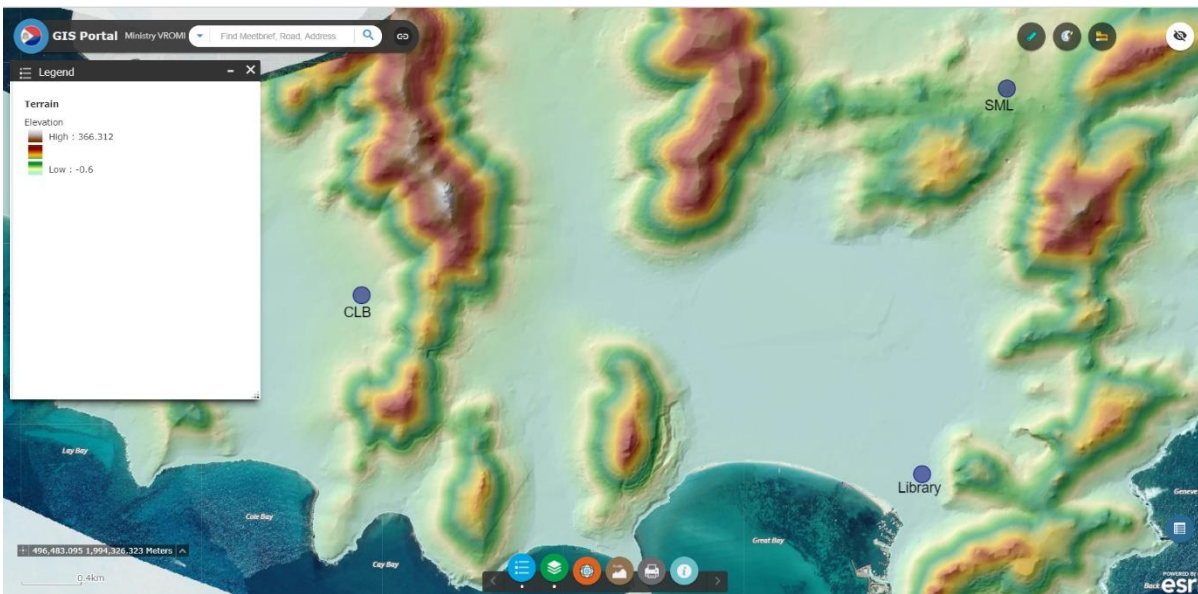 GIS Portal Ministry VROMI Find Meetbrief, Road, Address
Legend
Terrain
Elevation
High : 366.312
Low : -0.6
SML
CLB
Library
Lay Bay
Cole Bay
Cay Bay
Great Bay
Geneve
496,483.095 1,994,326.323 Meters
0.4km
POWERED BY
esri
Back